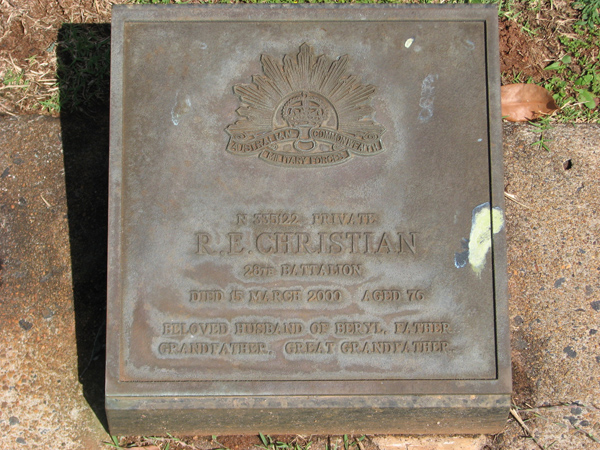 AUSTRALIAN COMMONWEALTH
MILITARY FORCES
PRIVATE
R.E. CHRISTIAN
28TH BATTALION
DIED 15 MARCH 2000 AGED 76
BELOVED HUSBAND OF BERYL, FATHER,
GRANDFATHER, GREAT GRANDFATHER.